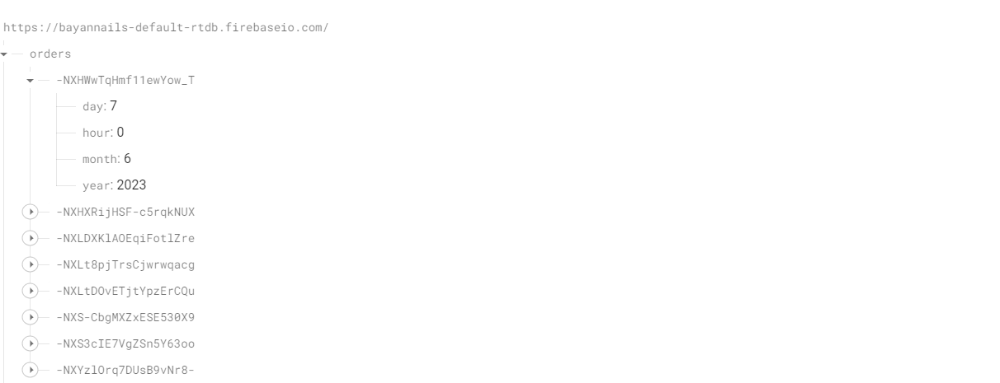 https://bayannails-default-rtdb.firebaseio.com/
orders
-NXHWwTqHmf11ewYow_T
day: 7
hour: 0
month: 6
year: 2023
-NXHXRijHSF-c5rqkNUX
-NXLDXKlAOEqiFotlZre
-NXLt8pjTrsCjwrwqacg
-NXLtDOvETjtYpzErCQu
-NXS-CbgMXZxESE530X9
-NXS3cIE7VgZSn5Y63oo
-NXYzlOrq7DUsB9vNr8-